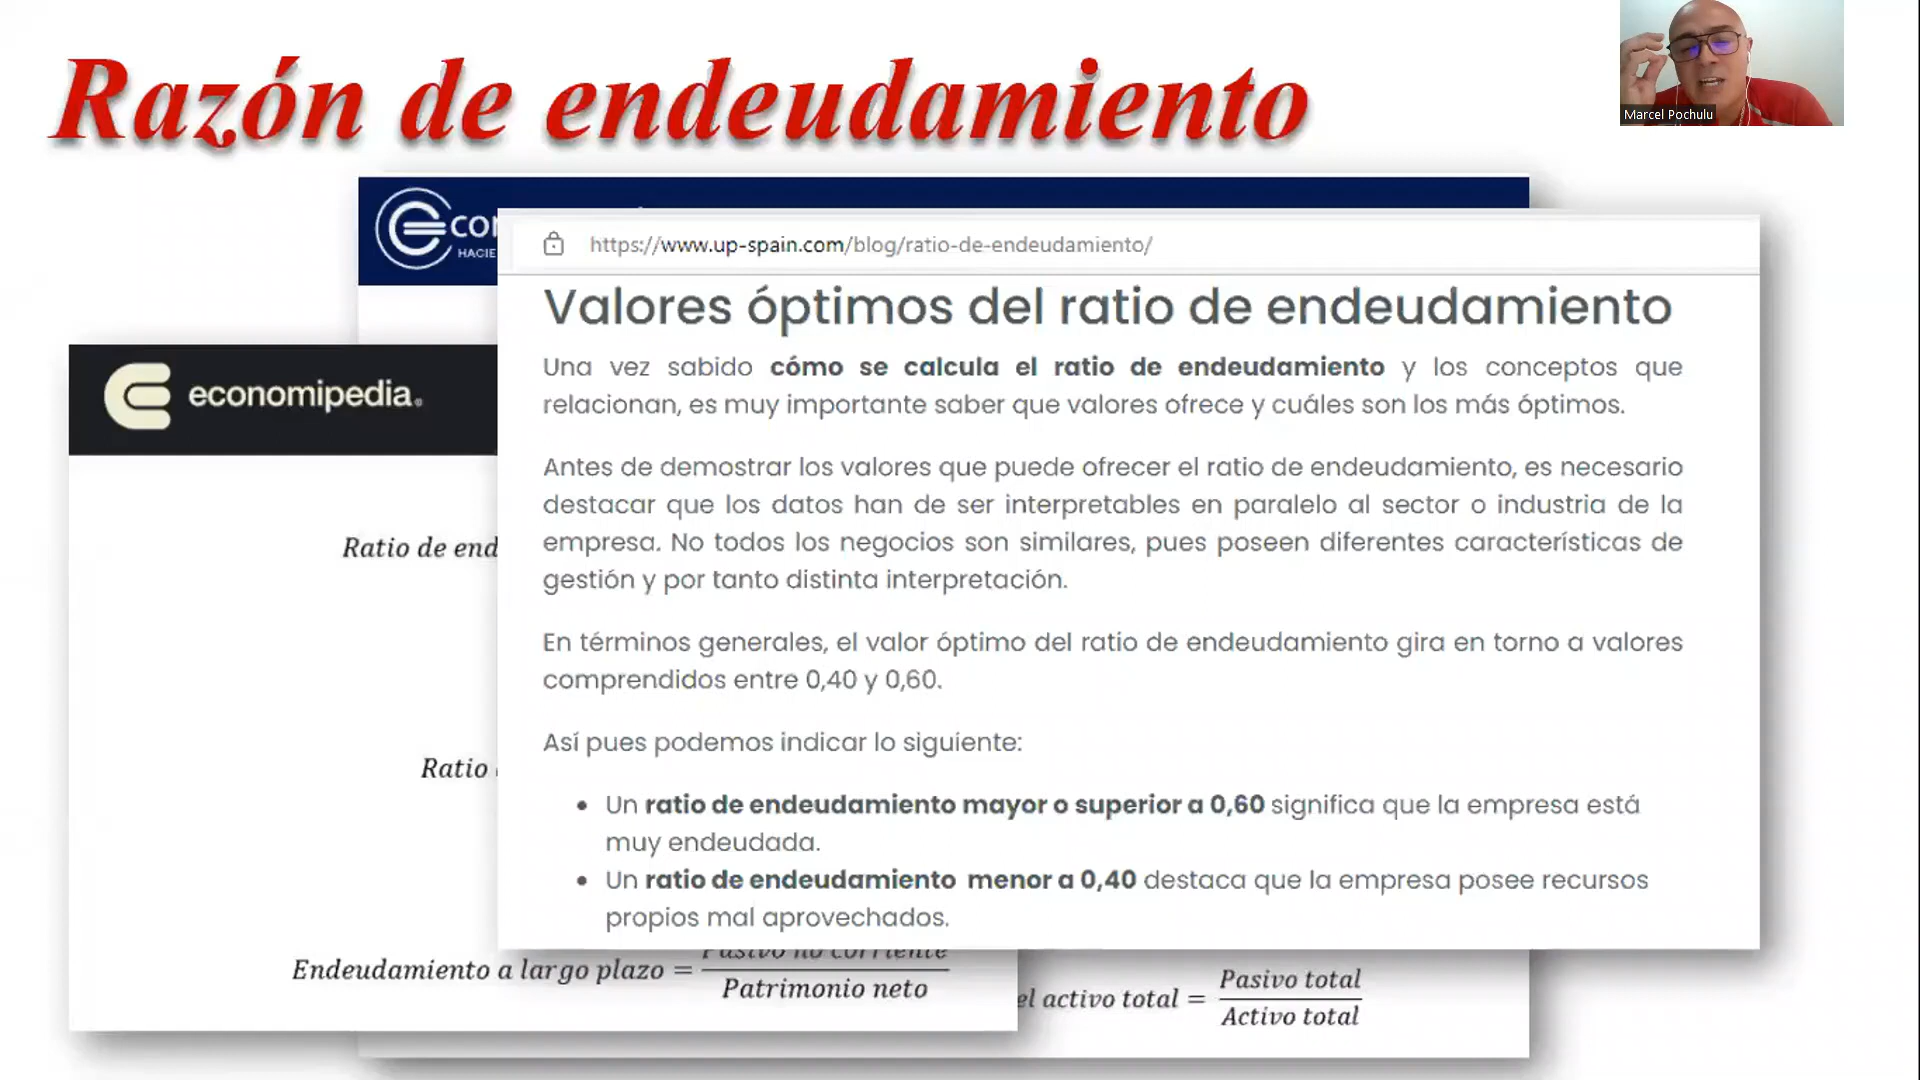 Razón de endeudamiento
Marcel Pochulu
HACIE
https://www.up-spain.com/blog/ratio-de-endeudamiento/
Valores óptimos del ratio de endeudamiento
Una vez sabido cómo se calcula el ratio de endeudamiento y los conceptos que
relacionan, es muy importante saber que valores ofrece y cuáles son los más óptimos.
Antes de demostrar los valores que puede ofrecer el ratio de endeudamiento, es necesario
destacar que los datos han de ser interpretables en paralelo al sector o industria de la
empresa. No todos los negocios son similares, pues poseen diferentes características de
gestión y por tanto distinta interpretación.
En términos generales, el valor óptimo del ratio de endeudamiento gira en torno a valores
comprendidos entre 0,40 y 0,60.
Así pues podemos indicar lo siguiente:
• Un ratio de endeudamiento mayor o superior a 0,60 significa que la empresa está
muy endeudada.
• Un ratio de endeudamiento menor a 0,40 destaca que la empresa posee recursos
propios mal aprovechados.
economipedia.
Ratio de end
Ratio
Pasivo no corriente
Endeudamiento a largo plazo =
Patrimonio neto
Pasivo total
el activo total =
Activo total